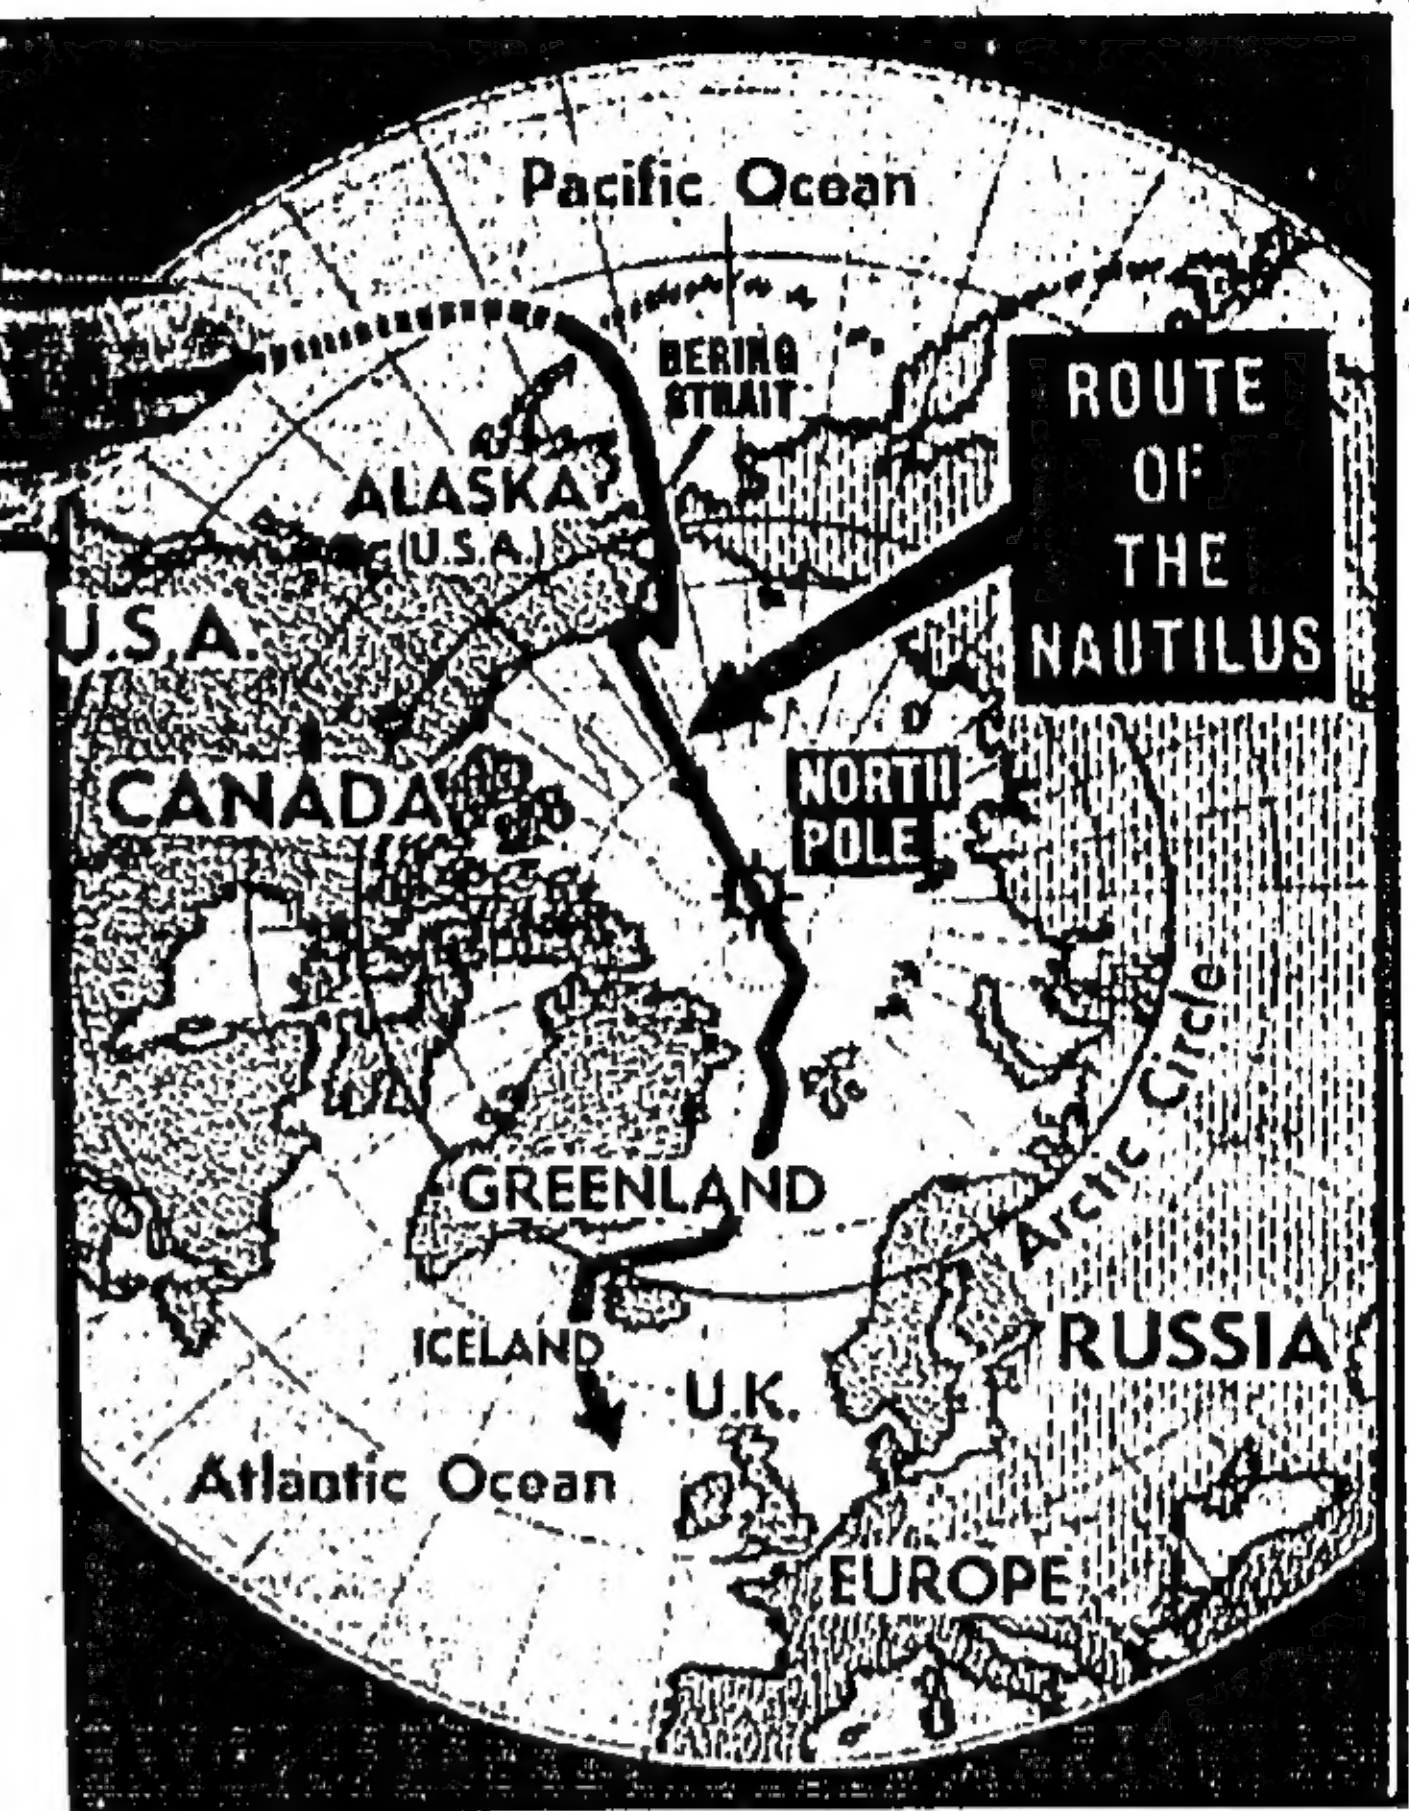 Pacific Ocean
BERING
STRAIT
ROUTE
OF
THE
NAUTILUS
ALASKA
(U.S.A.)
U.S.A.
CANADA
NORTH
POLE
Arctic Circle
GREENLAND
ICELAND
RUSSIA
U.K.
Atlantic Ocean
EUROPE